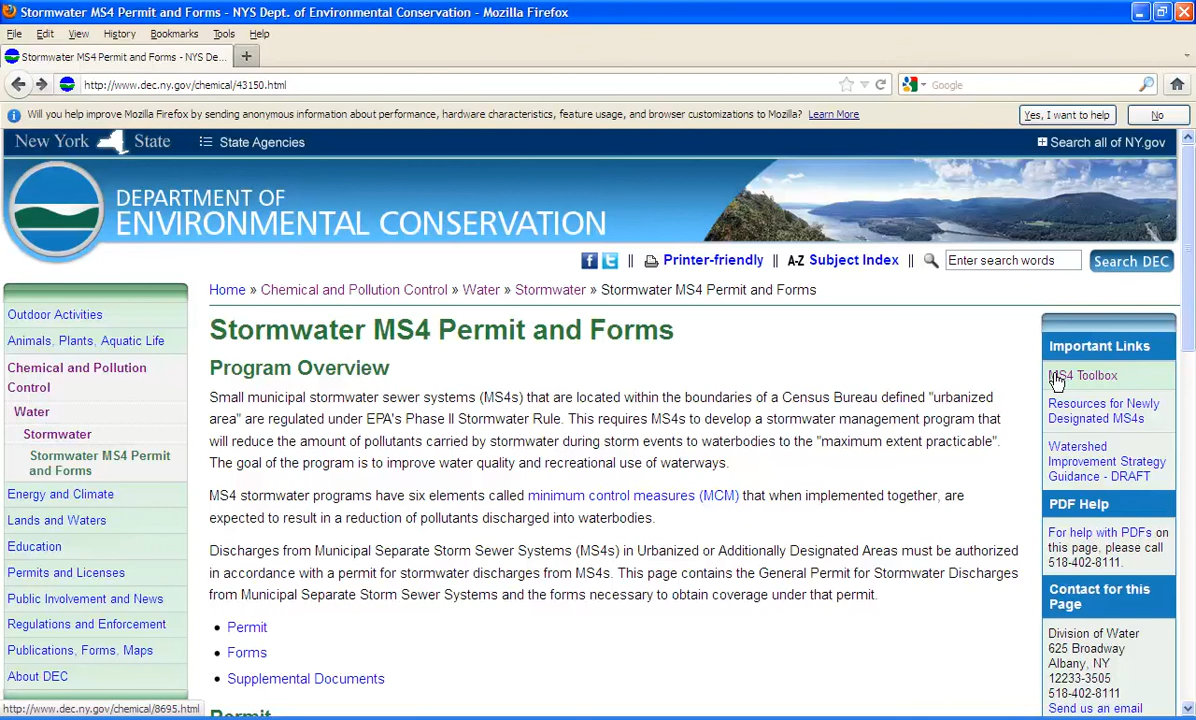 Stormwater MS4 Permit and Forms - NYS Dept. of Environmental Conservation - Mozilla Firefox
File Edit View History Bookmarks Tools Help
Stormwater MS4 Permit and Forms - NYS De...
http://www.dec.ny.gov/chemical/43150.html
Google
Will you help improve Mozilla Firefox by sending anonymous information about performance, hardware characteristics, feature usage, and browser customizations to Mozilla? Learn More
Yes, I want to help
No
New York State
State Agencies
Search all of NY.gov
DEPARTMENT OF
ENVIRONMENTAL CONSERVATION
|| Printer-friendly || A-Z Subject Index ||
Enter search words
Search DEC
Outdoor Activities
Animals, Plants, Aquatic Life
Chemical and Pollution
Control
Water
Stormwater
Stormwater MS4 Permit
and Forms
Energy and Climate
Lands and Waters
Education
Permits and Licenses
Public Involvement and News
Regulations and Enforcement
Publications, Forms, Maps
About DEC
http://www.dec.ny.gov/chemical/8695.html
Home » Chemical and Pollution Control » Water » Stormwater » Stormwater MS4 Permit and Forms
Stormwater MS4 Permit and Forms
Program Overview
Small municipal stormwater sewer systems (MS4s) that are located within the boundaries of a Census Bureau defined "urbanized
area" are regulated under EPA's Phase II Stormwater Rule. This requires MS4s to develop a stormwater management program that
will reduce the amount of pollutants carried by stormwater during storm events to waterbodies to the "maximum extent practicable".
The goal of the program is to improve water quality and recreational use of waterways.
MS4 stormwater programs have six elements called minimum control measures (MCM) that when implemented together, are
expected to result in a reduction of pollutants discharged into waterbodies.
Discharges from Municipal Separate Storm Sewer Systems (MS4s) in Urbanized or Additionally Designated Areas must be authorized
in accordance with a permit for stormwater discharges from MS4s. This page contains the General Permit for Stormwater Discharges
from Municipal Separate Storm Sewer Systems and the forms necessary to obtain coverage under that permit.
• Permit
• Forms
• Supplemental Documents
Permit
Important Links
MS4 Toolbox
Resources for Newly
Designated MS4s
Watershed
Improvement Strategy
Guidance - DRAFT
PDF Help
For help with PDFs on
this page, please call
518-402-8111.
Contact for this
Page
Division of Water
625 Broadway
Albany, NY
12233-3505
518-402-8111
Send us an email